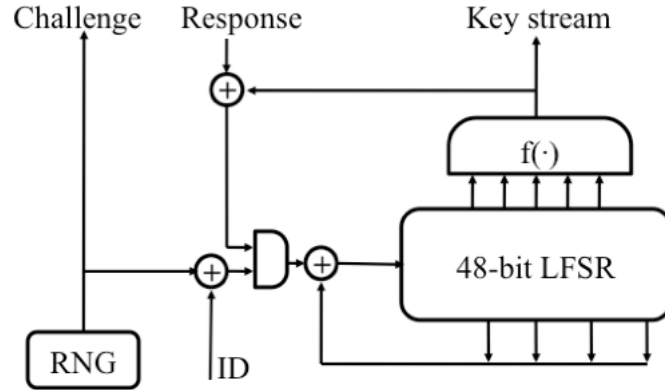 Challenge
Response
Key stream
f(·)
48-bit LFSR
RNG
ID